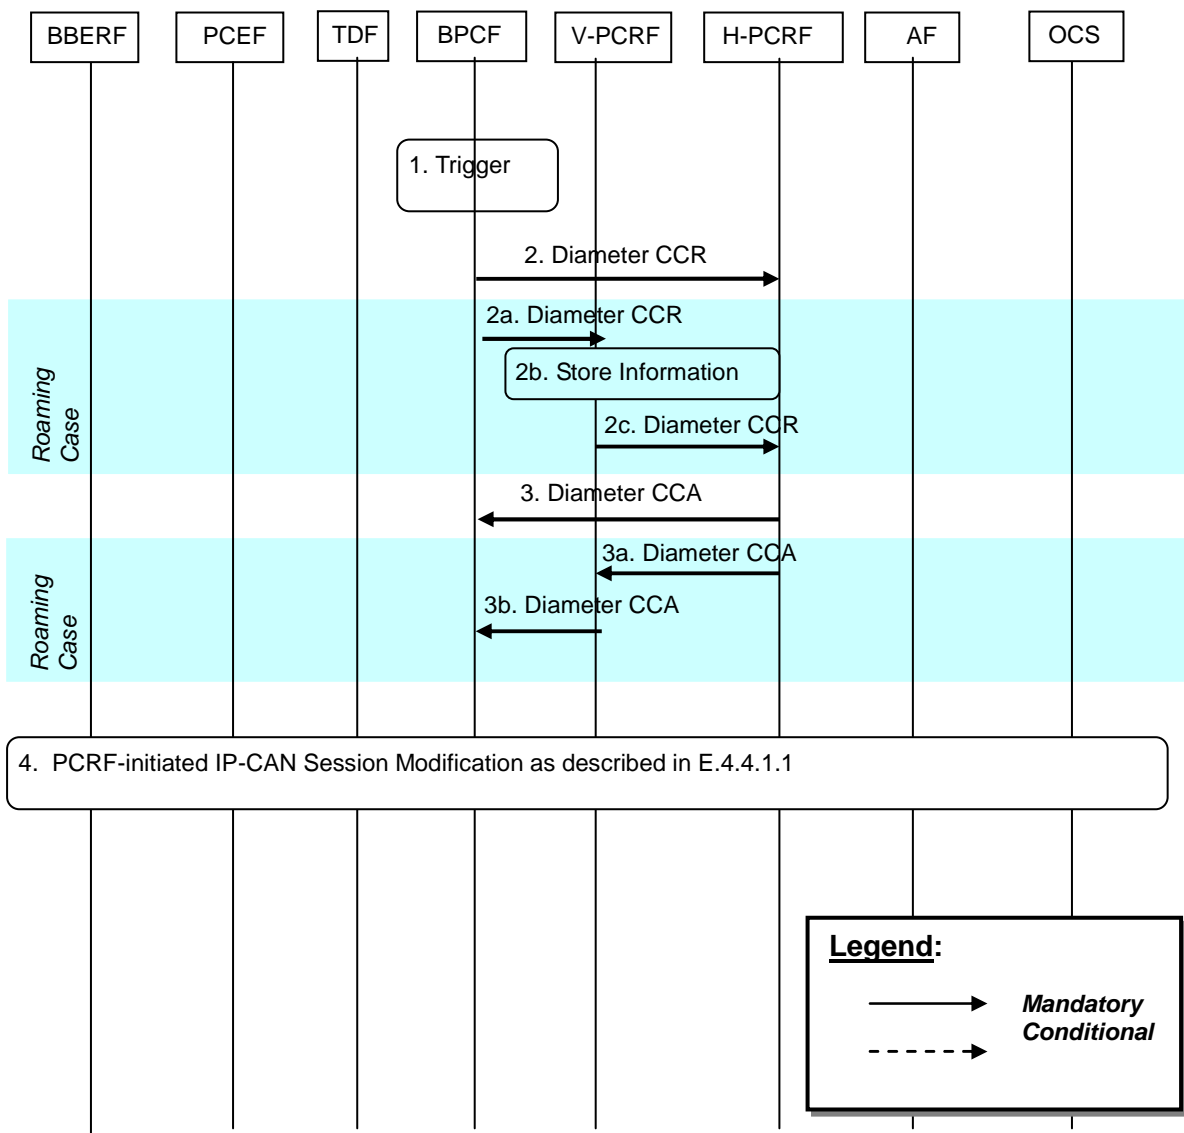 BBERF
PCEF
TDF
BPCF
V-PCRF
H-PCRF
AF
OCS
1. Trigger
2. Diameter CCR
Roaming
Case
2a. Diameter CCR
2b. Store Information
2c. Diameter CCR
3. Diameter CCA
Roaming
Case
3a. Diameter CCA
3b. Diameter CCA
4. PCRF-initiated IP-CAN Session Modification as described in E.4.4.1.1
Legend:
Mandatory
Conditional